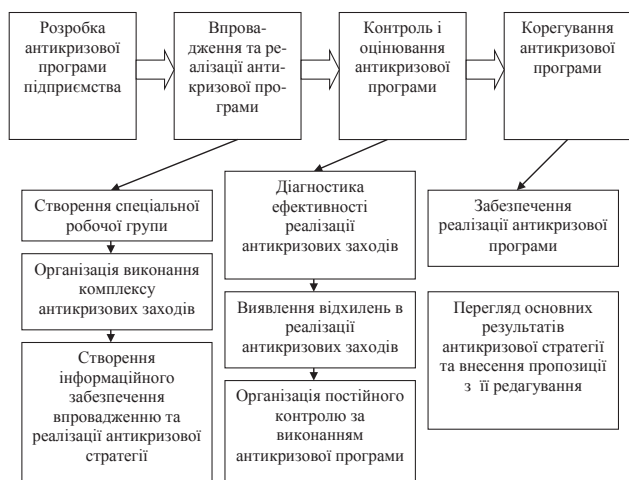 Розробка
антикризової
програми
підприємства
Впрова-
дження та ре-
алізації анти-
кризової про-
грами
Контроль і
оцінювання
антикризової
програми
Корегування
антикризової
програми
Створення спеціальної
робочої групи
Організація виконання
комплексу
антикризових заходів
Створення
інформаційного
забезпечення
впровадженню та
реалізації антикризової
стратегії
Діагностика
ефективності
реалізації
антикризових заходів
Виявлення відхилень в
реалізації
антикризових заходів
Організація постійного
контролю за
виконанням
антикризової програми
Забезпечення
реалізації антикризової
програми
Перегляд основних
результатів
антикризової стратегії
та внесення пропозиції
з її редагування